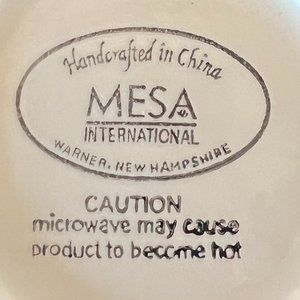 Handcrafted in China
MESA
INTERNATIONAL
WARNER, NEW HAMPSHIRE
CAUTION
microwave may cause
product to become hot